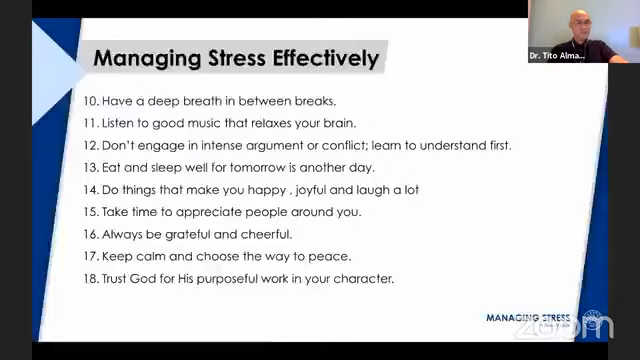 Managing Stress Effectively
Dr. Tito Alma...
10. Have a deep breath in between breaks.
11. Listen to good music that relaxes your brain.
12. Don't engage in intense argument or conflict; learn to understand first.
13. Eat and sleep well for tomorrow is another day.
14. Do things that make you happy , joyful and laugh a lot
15. Take time to appreciate people around you.
16. Always be grateful and cheerful.
17. Keep calm and choose the way to peace.
18. Trust God for His purposeful work in your character.
MANAGING STRESS
zoom